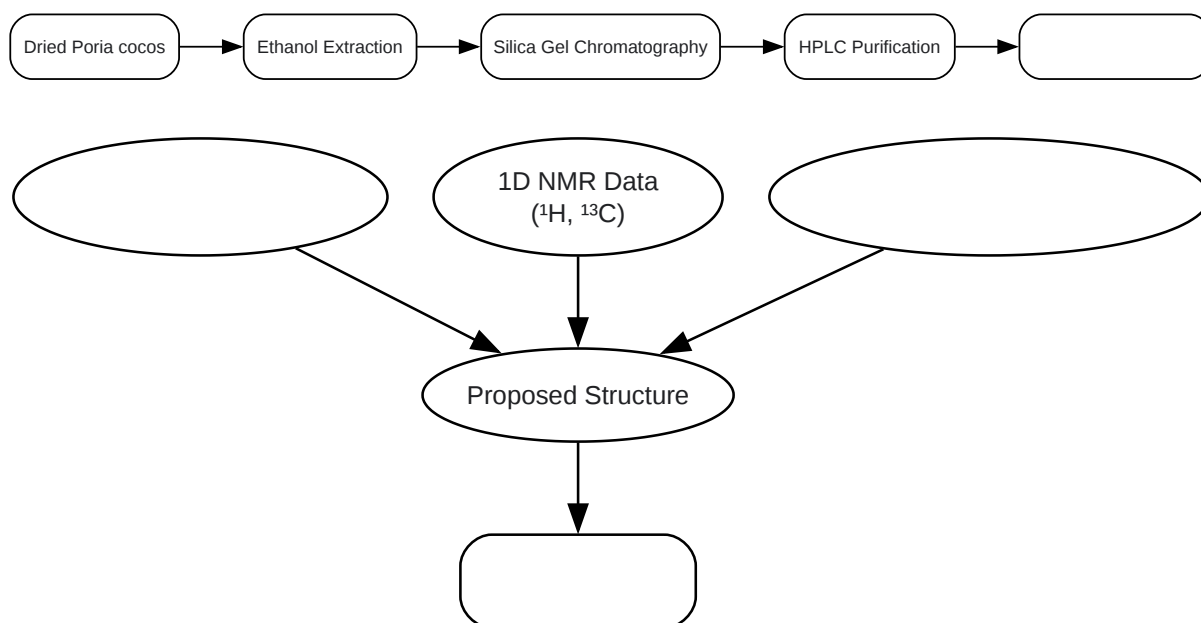 Dried Poria cocos
Ethanol Extraction
Silica Gel Chromatography
HPLC Purification
1D NMR Data
(¹H, ¹³C)
Proposed Structure